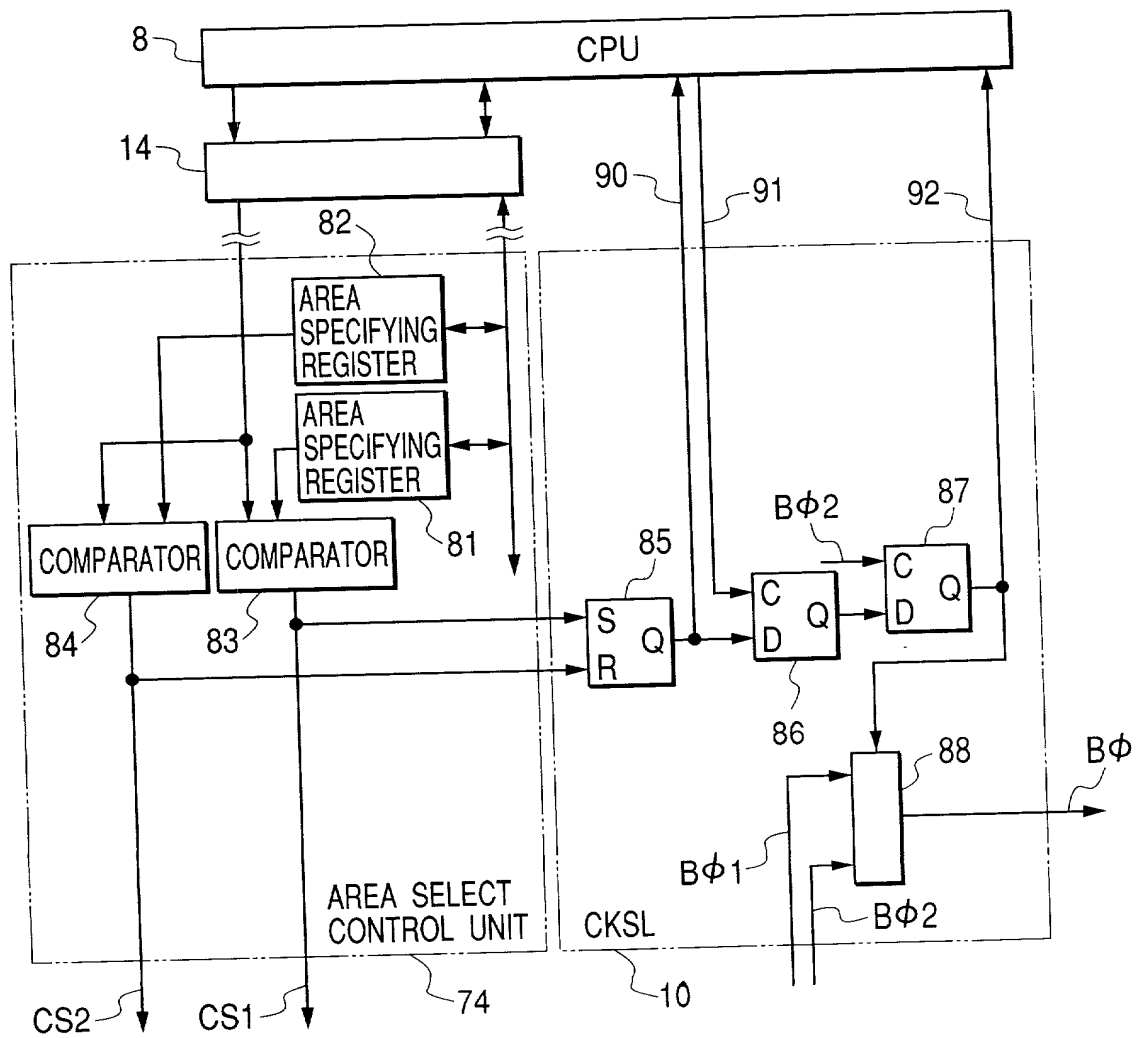 8
CPU
14
90
91
92
82
AREA
SPECIFYING
REGISTER
AREA
SPECIFYING
REGISTER
81
COMPARATOR
COMPARATOR
84
83
85
S
Q
R
BΦ2
87
C
Q
D
C
Q
D
86
88
BΦ
BΦ1
BΦ2
AREA SELECT
CONTROL UNIT
CKSL
74
10
CS2
CS1